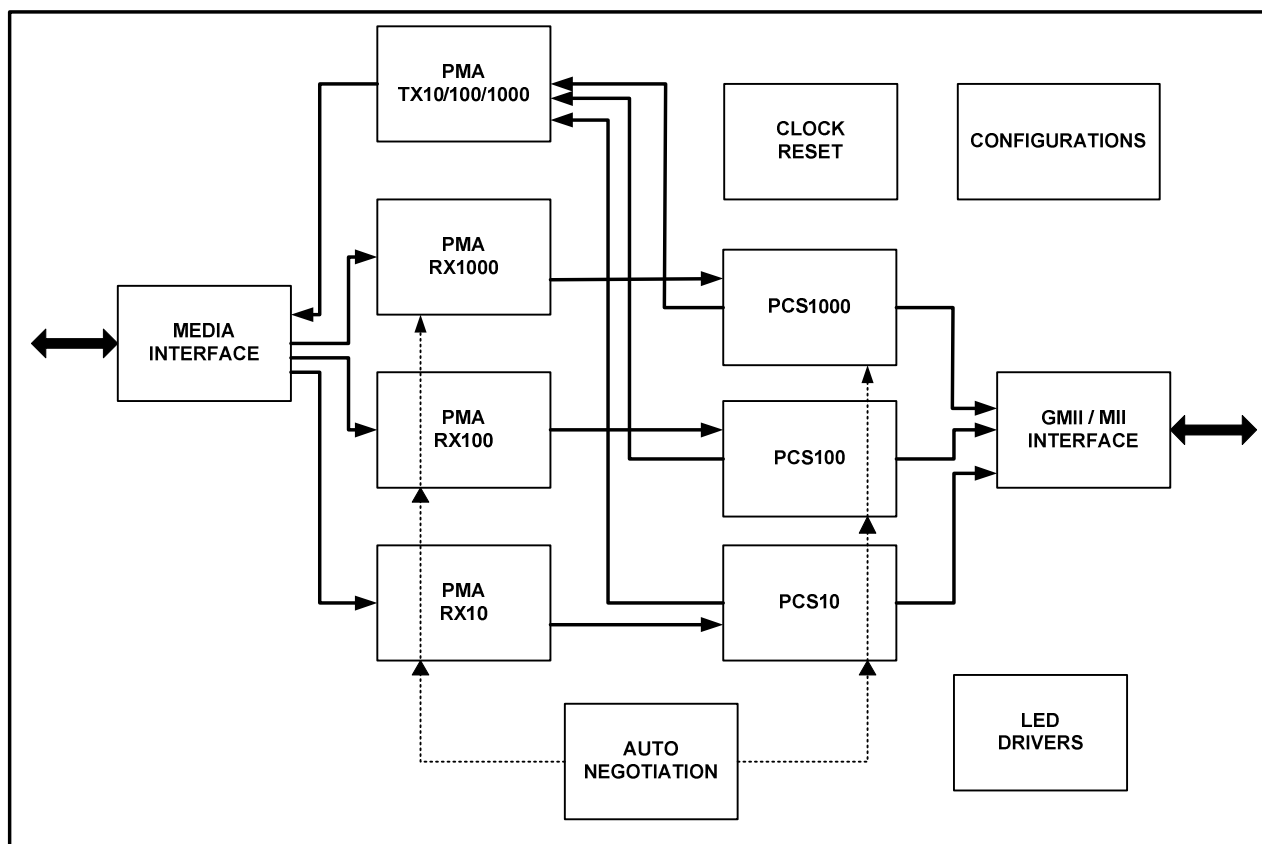 PMA
TX10/100/1000
CLOCK
RESET
CONFIGURATIONS
PMA
RX1000
PCS1000
MEDIA
INTERFACE
PMA
RX100
PCS100
GMII / MII
INTERFACE
PMA
RX10
PCS10
AUTO
NEGOTIATION
LED
DRIVERS